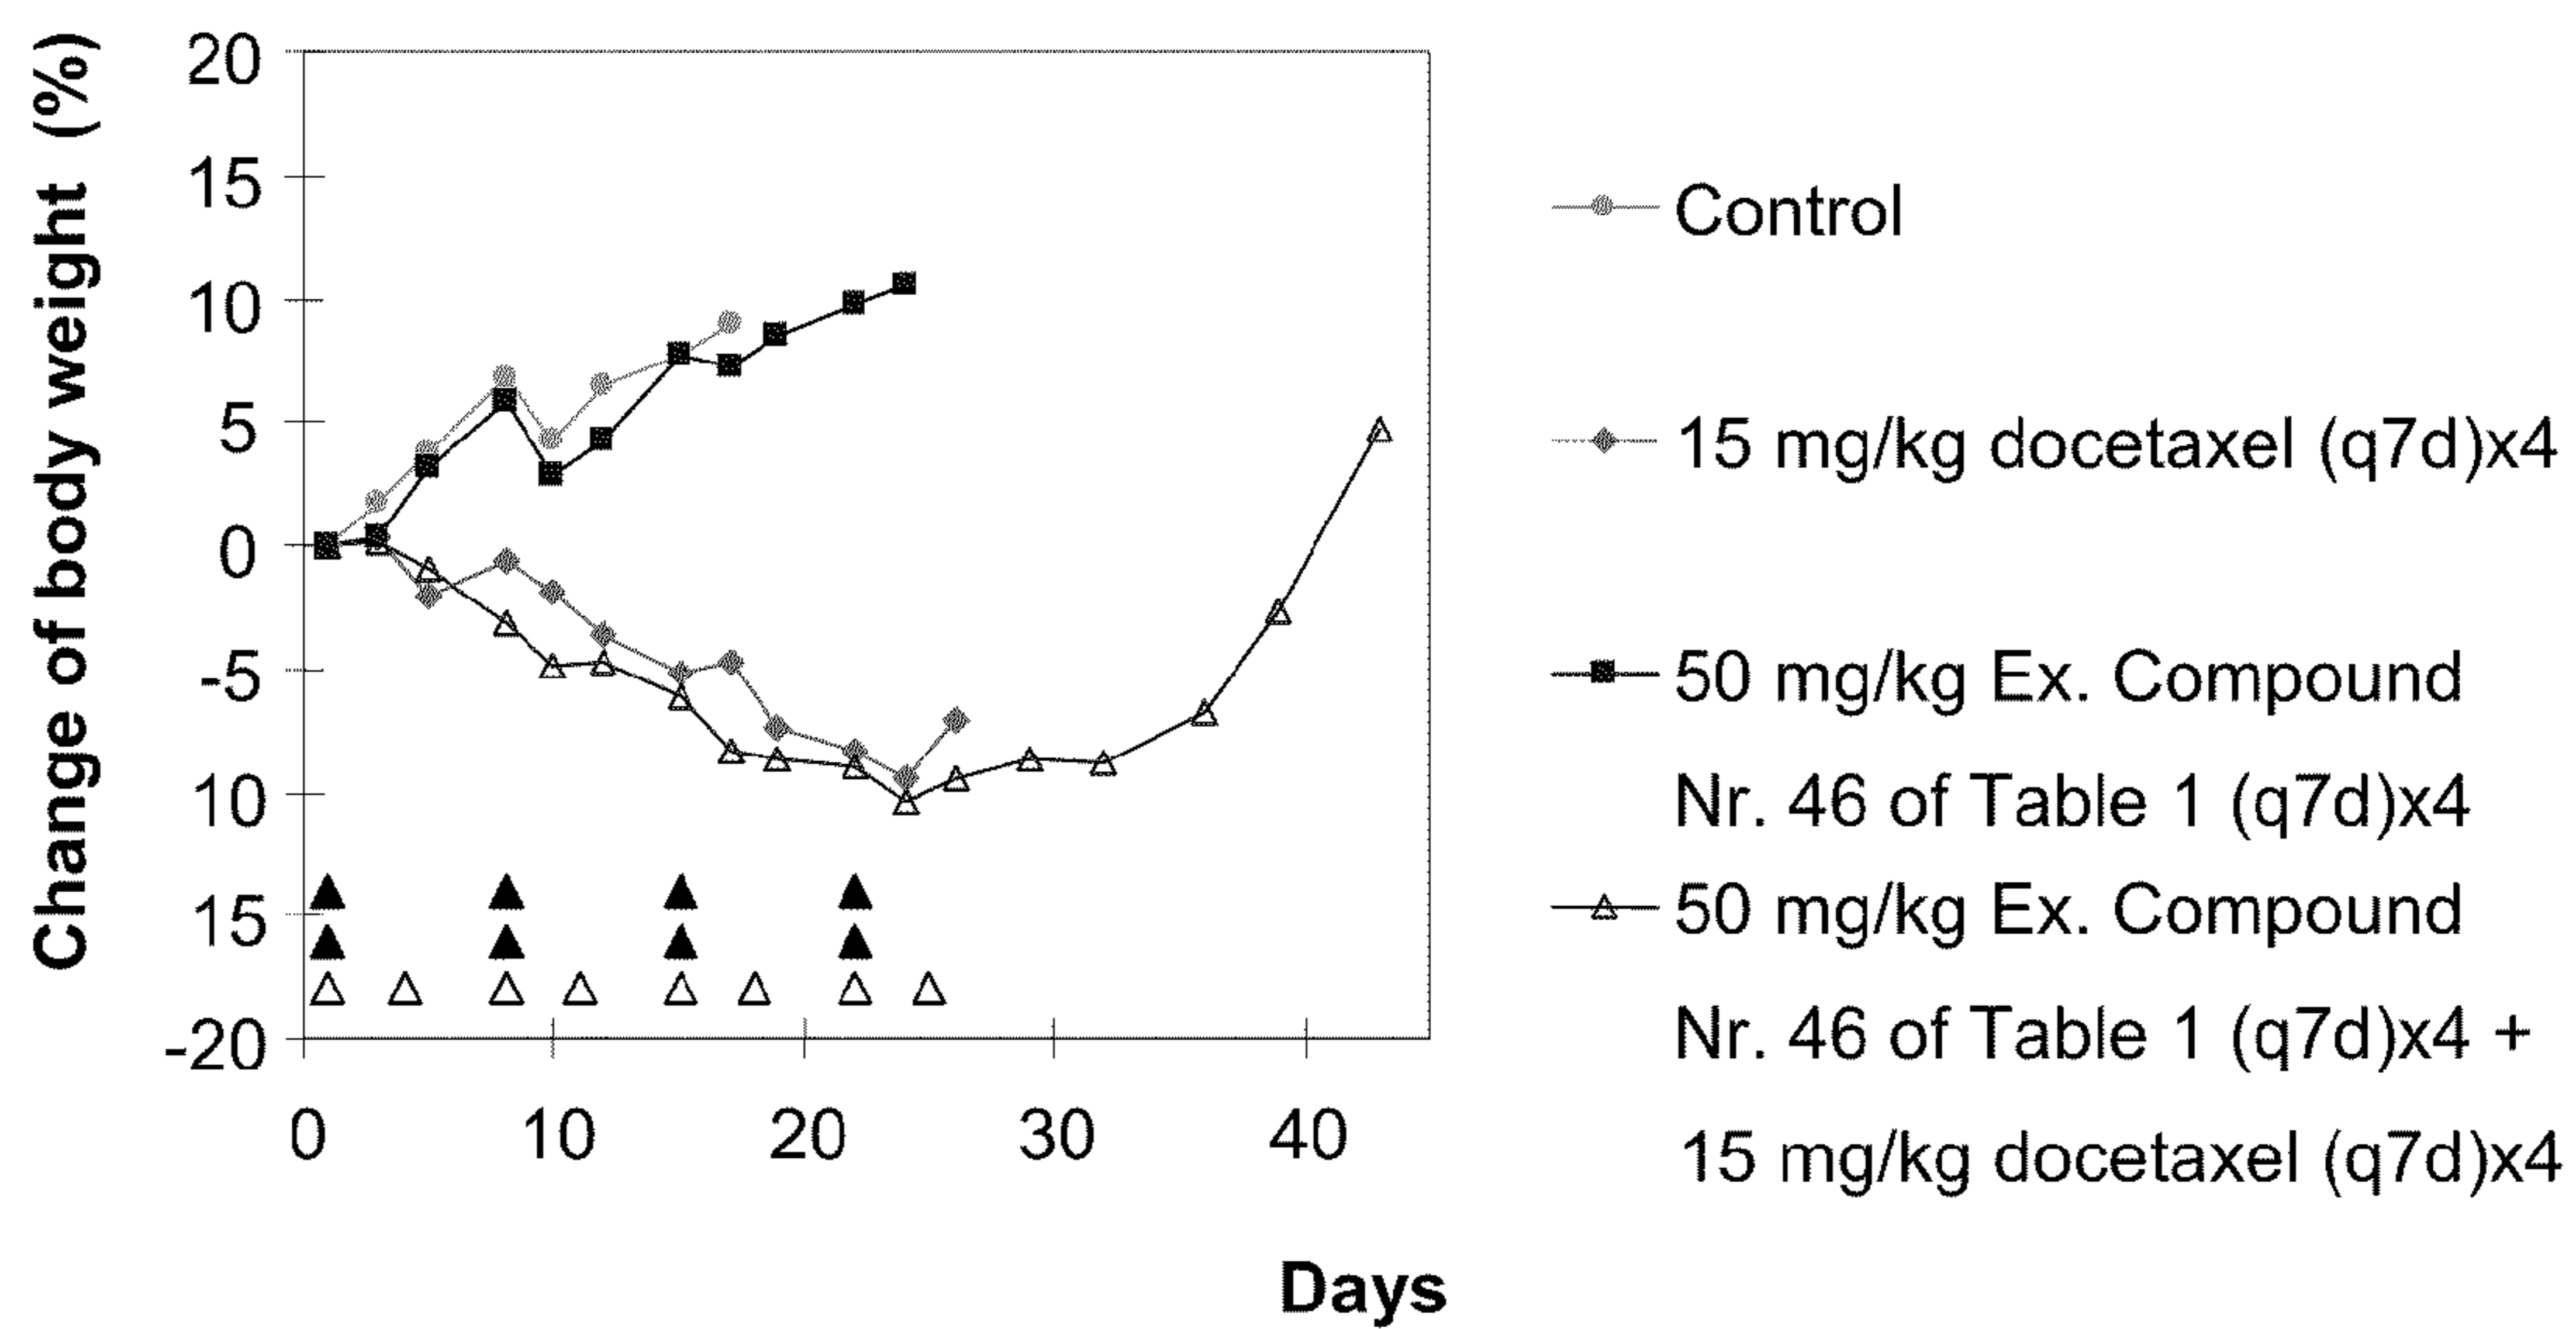 Change of body weight (%)
20
15
10
5
0
-5
10
15
-20
0 10 20 30 40
Days
Control
15 mg/kg docetaxel (q7d)x4
50 mg/kg Ex. Compound
Nr. 46 of Table 1 (q7d)x4
50 mg/kg Ex. Compound
Nr. 46 of Table 1 (q7d)x4 +
15 mg/kg docetaxel (q7d)x4